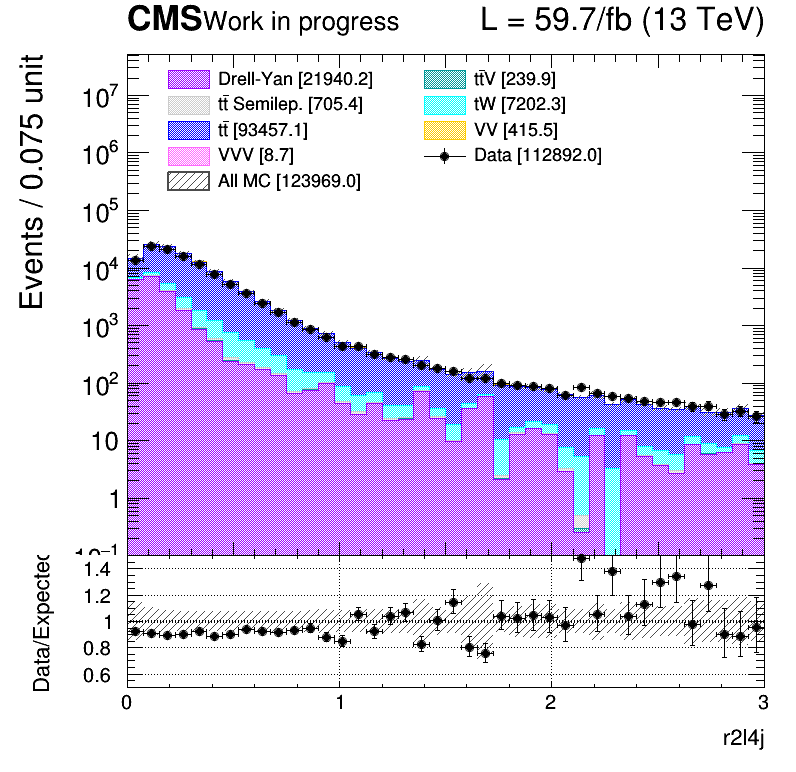 CMS Work in progress L = 59.7/fb (13 TeV)
Events / 0.075 unit
Drell-Yan [21940.2] tt̄V [239.9]
tt̄ Semilep. [705.4] tW [7202.3]
tt̄ [93457.1] VV [415.5]
VVV [8.7] Data [112892.0]
All MC [123969.0]
10⁷
10⁶
10⁵
10⁴
10³
10²
10
1
10⁻¹
Data/Expected
1.4
1.2
1
0.8
0.6
0 1 2 3
r2l4j